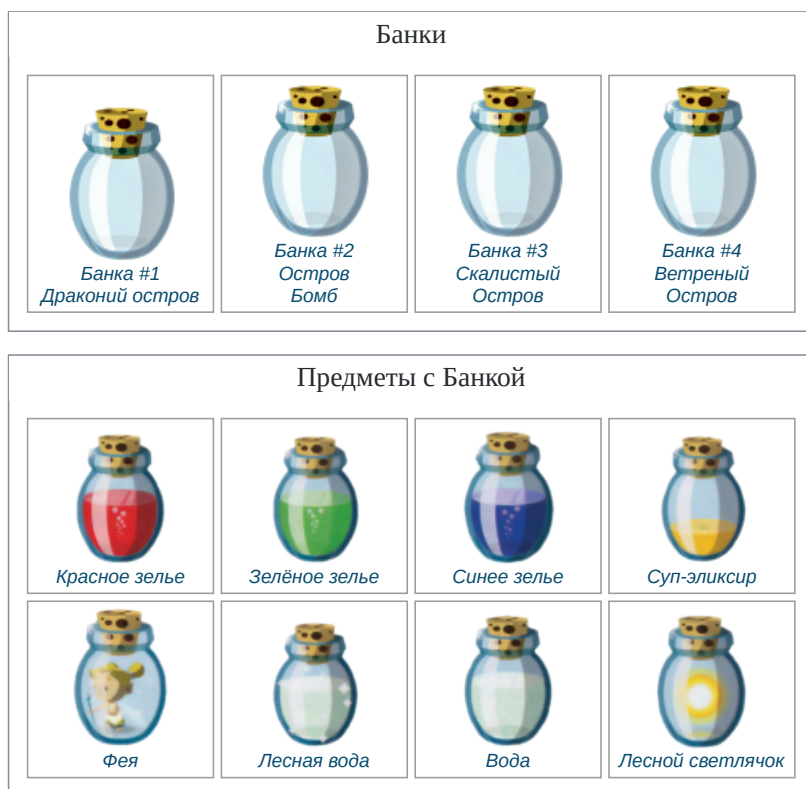 Банки
Банка #1
Драконий остров
Банка #2
Остров
Бомб
Банка #3
Скалистый
Остров
Банка #4
Ветреный
Остров
Предметы с Банкой
Красное зелье
Зелёное зелье
Синее зелье
Суп-эликсир
Фея
Лесная вода
Вода
Лесной светлячок